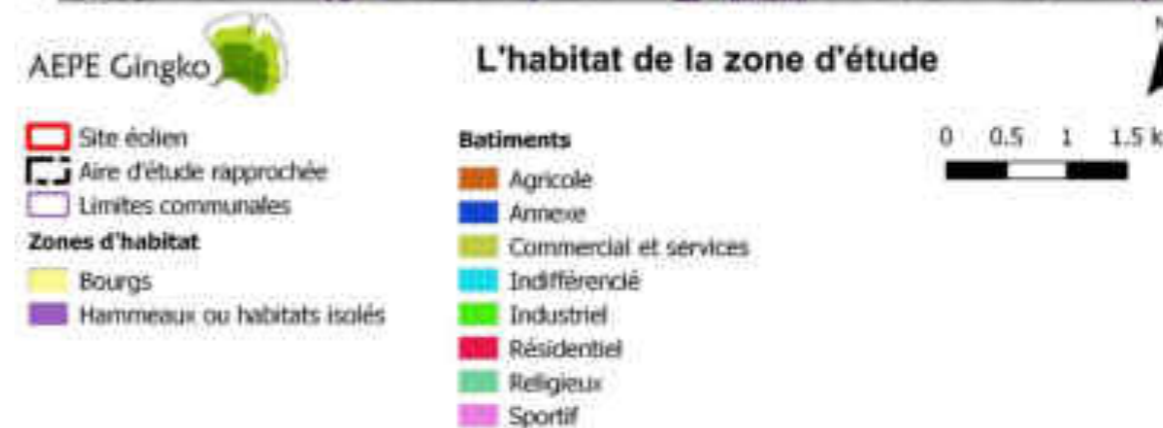 N
AEPE Gingko
L'habitat de la zone d'étude
Site éolien
Aire d'étude rapprochée
Limites communales
Zones d'habitat
Bourgs
Hammeaux ou habitats isolés
Batiments
Agricole
Annexe
Commercial et services
Indifférencié
Industriel
Résidentiel
Religieux
Sportif
0 0.5 1 1.5 k